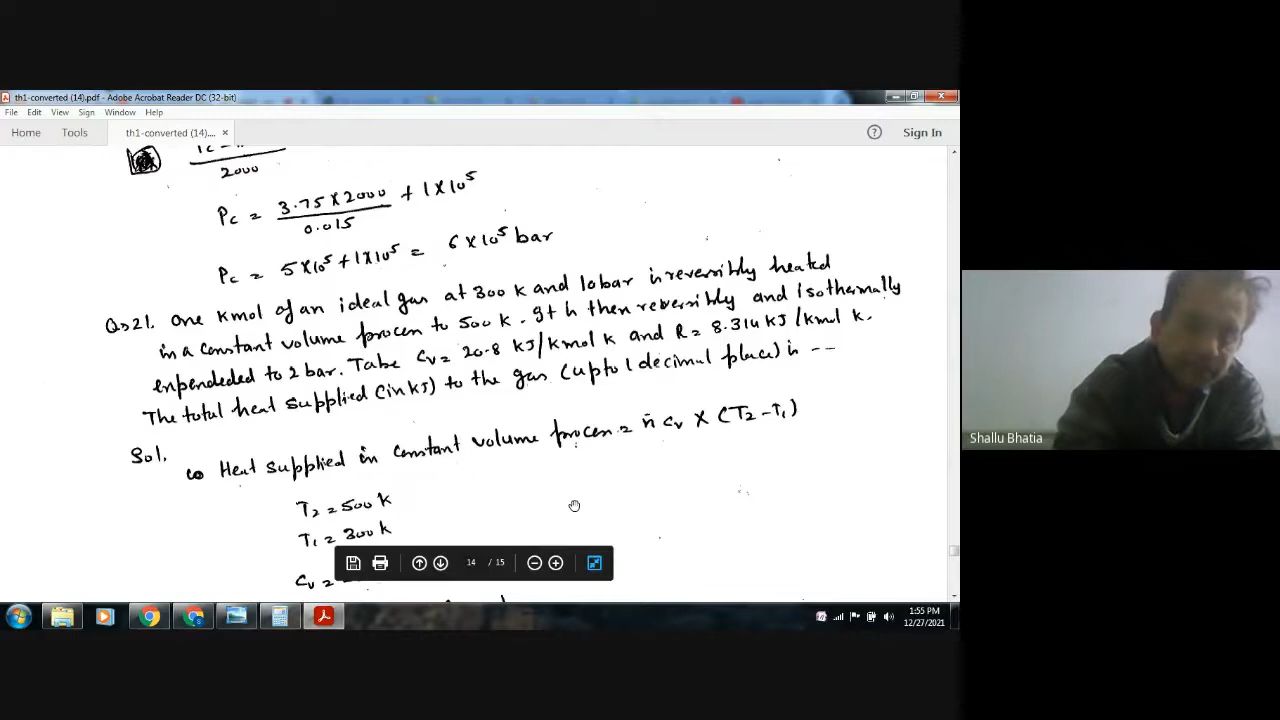 th1-converted (14).pdf - Adobe Acrobat Reader DC (32-bit)
File Edit View Sign Window Help
Home Tools th1-converted (14).... × ? Sign In
2000
Pc = 3.75 × 2000 / 0.015 + 1 × 10^5
Pc = 5×10^5 + 1×10^5 = 6 × 10^5 bar
Q.21. One kmol of an ideal gas at 300 K and 10 bar is reversibly heated
in a constant volume process to 500 K. It is then reversibly and isothermally
enpendeded to 2 bar. Take Cv = 20.8 kJ/kmol k and R = 8.314 kJ/kmol k.
The total heat supplied (in kJ) to the gas (upto 1 decimal place) is --
Sol.
Heat supplied in constant volume process = n Cv × (T2 - T1)
T2 = 500 K
T1 = 300 K
Cv =
14 / 15
Shallu Bhatia
1:55 PM
12/27/2021